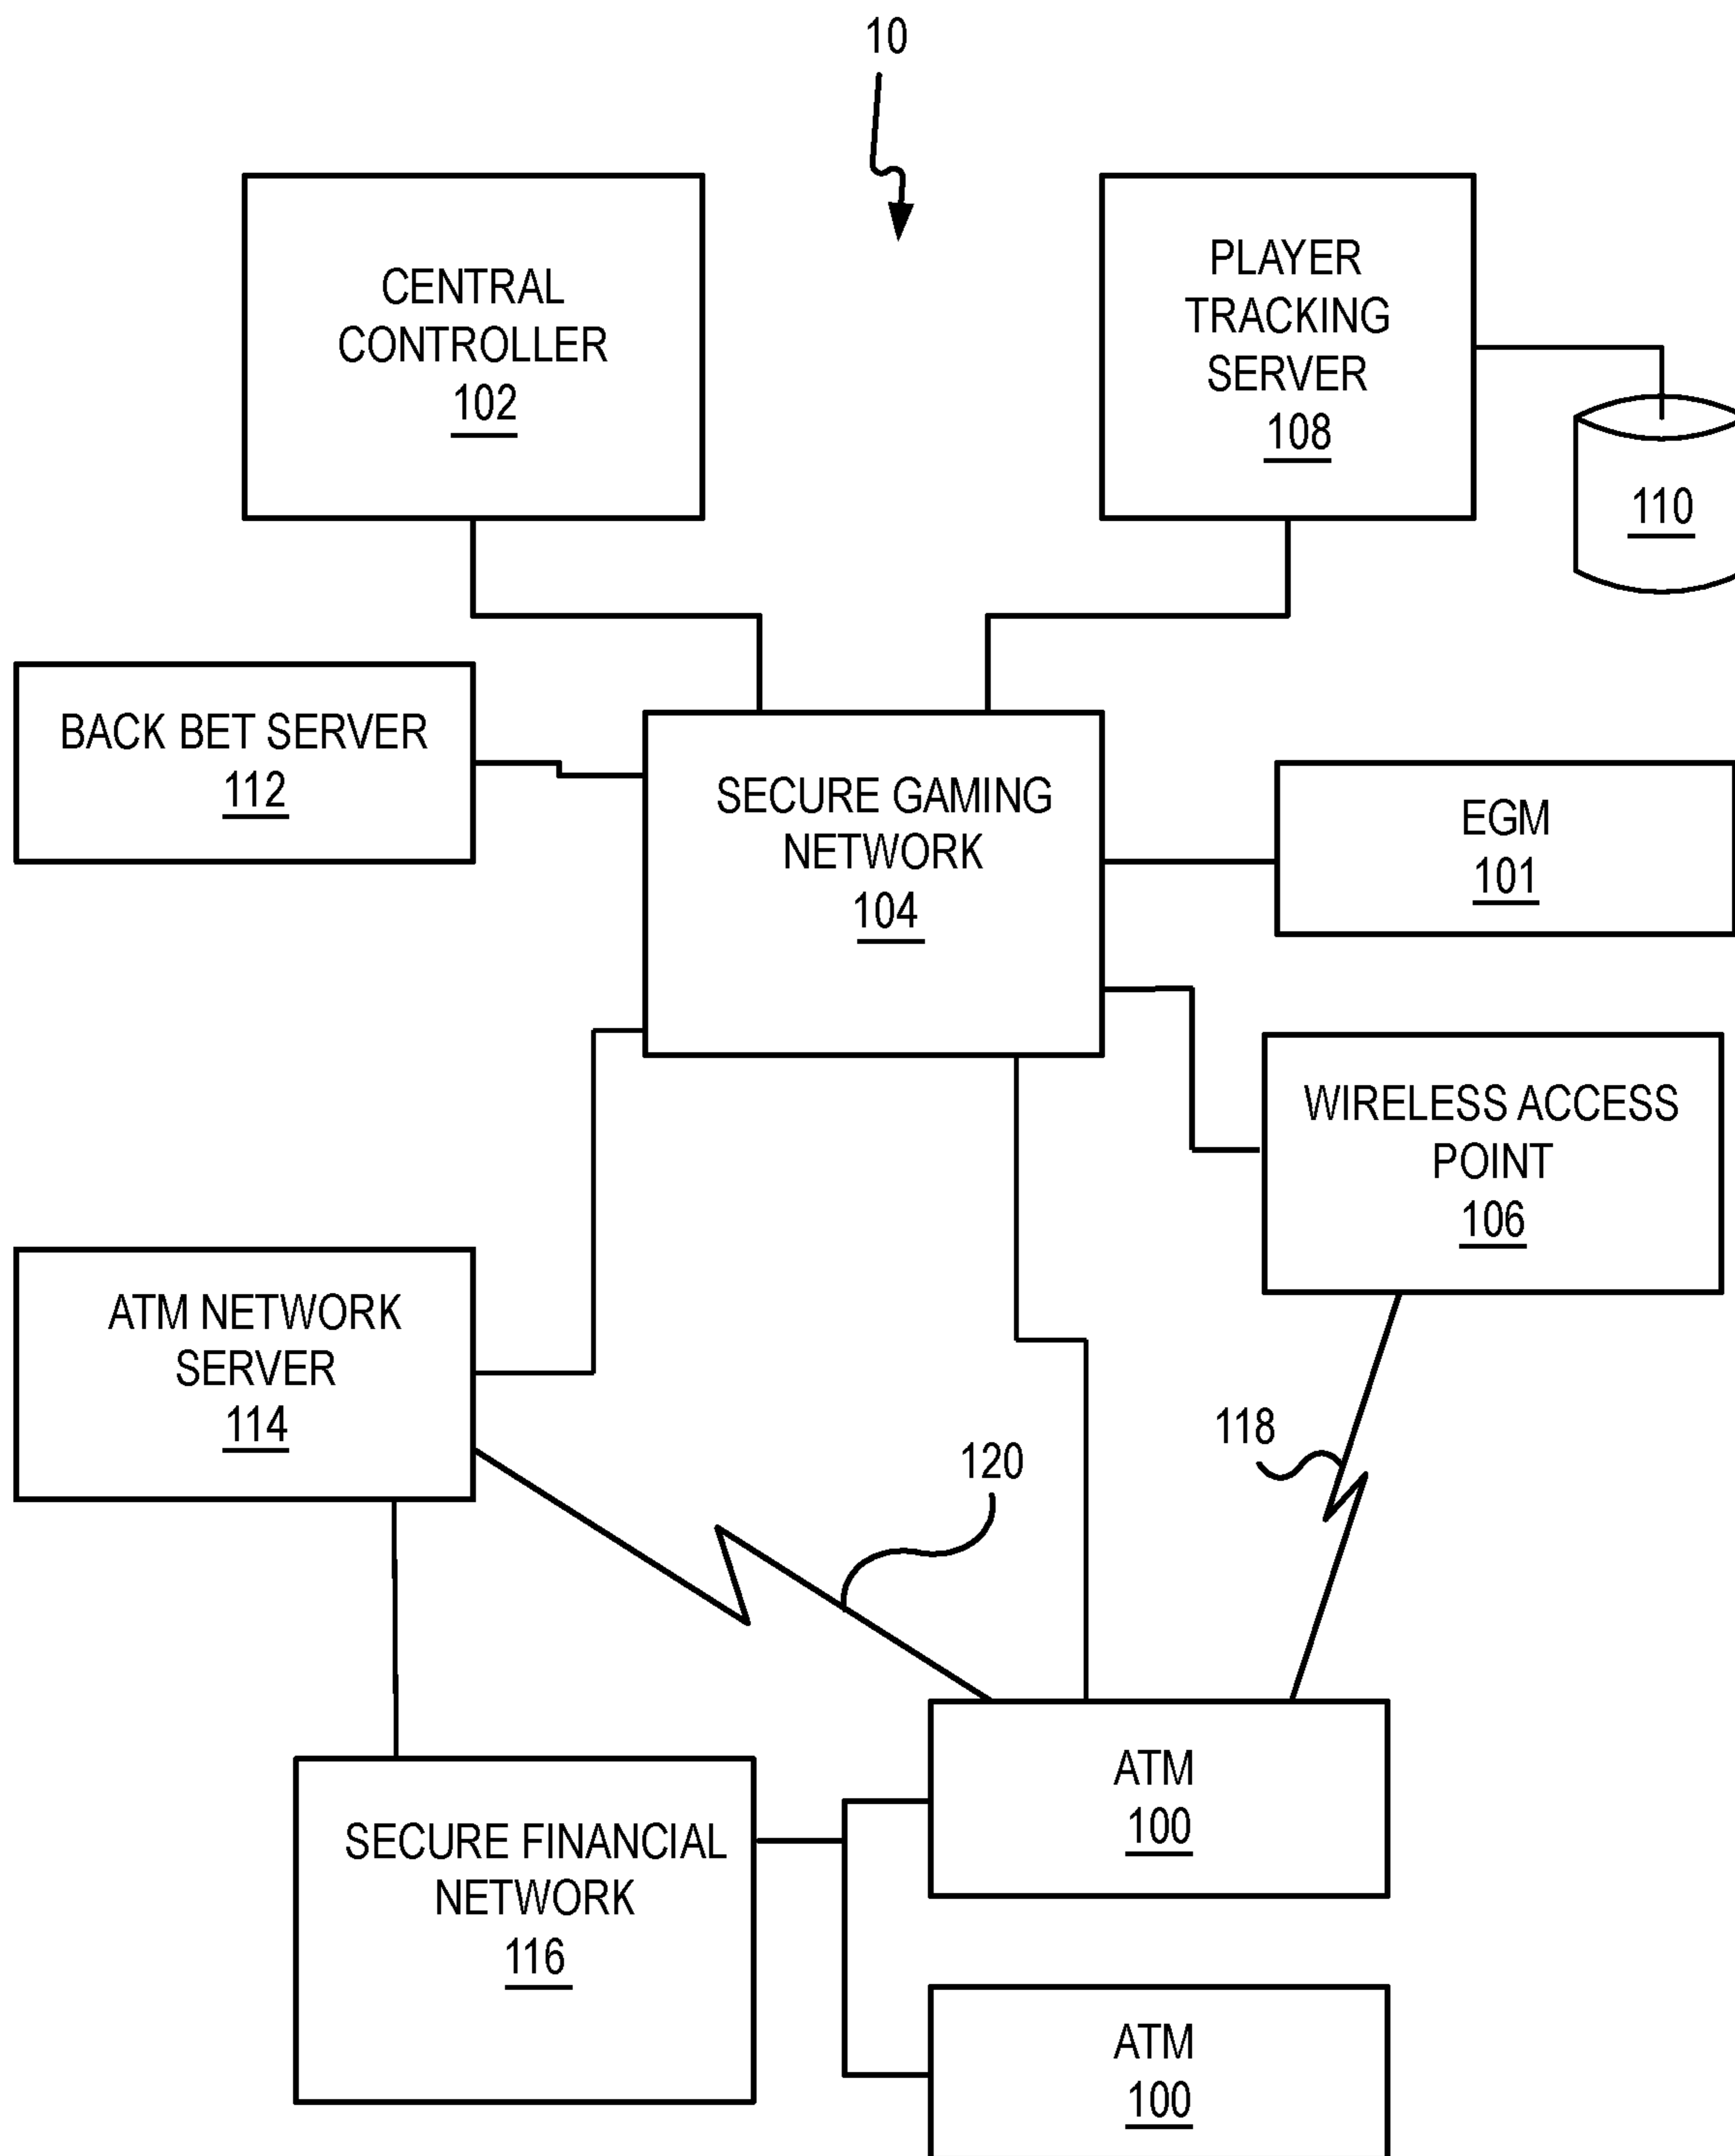 10
CENTRAL
CONTROLLER
102
PLAYER
TRACKING
SERVER
108
110
BACK BET SERVER
112
SECURE GAMING
NETWORK
104
EGM
101
WIRELESS ACCESS
POINT
106
ATM NETWORK
SERVER
114
120
118
SECURE FINANCIAL
NETWORK
116
ATM
100
ATM
100